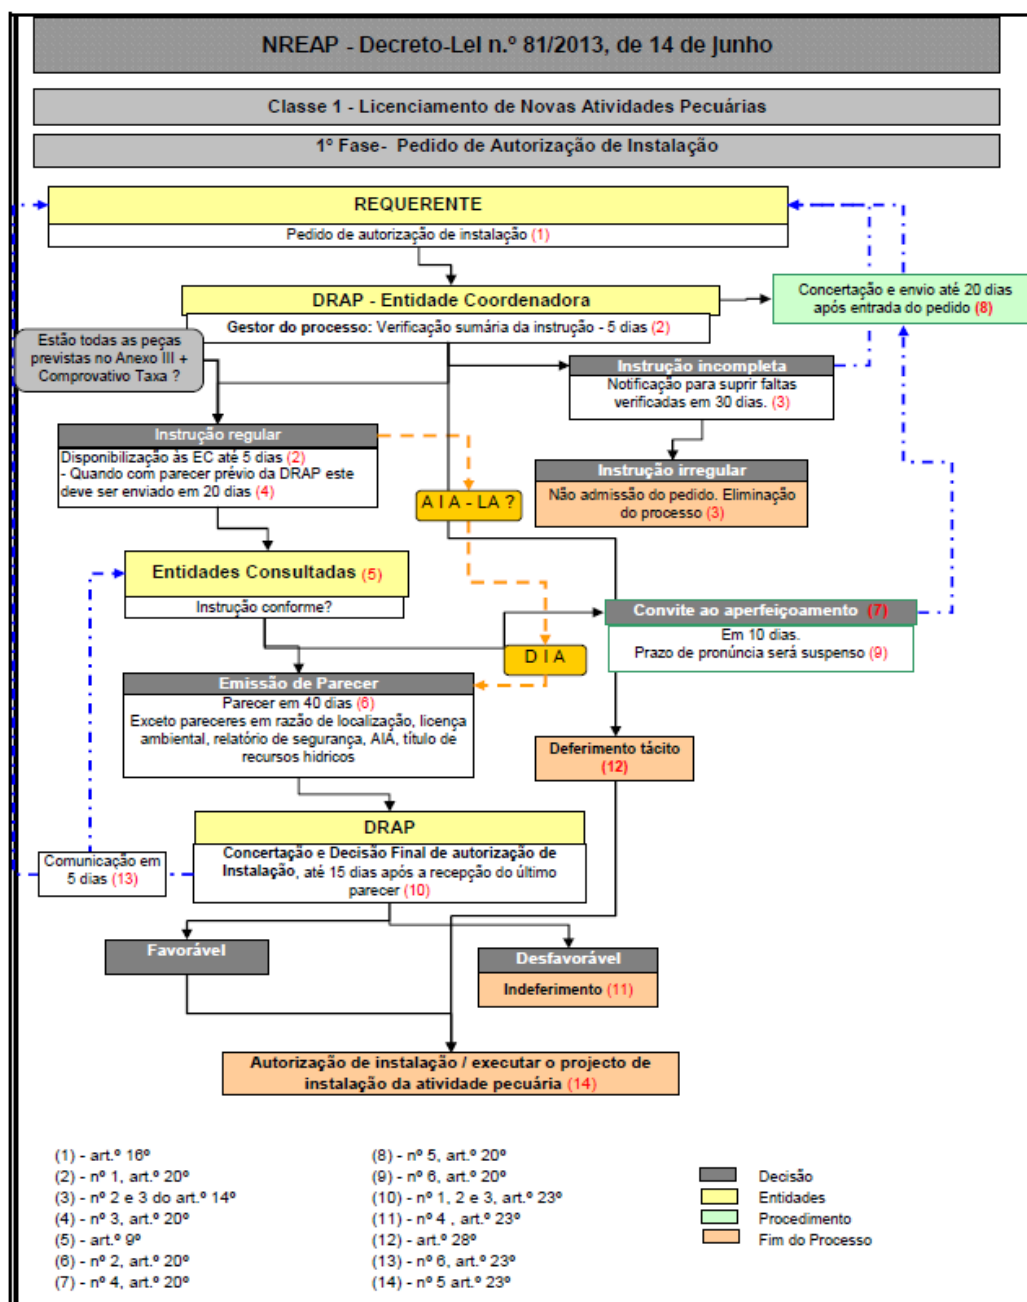 NREAP - Decreto-Lei n.º 81/2013, de 14 de junho
Classe 1 - Licenciamento de Novas Atividades Pecuárias
1º Fase- Pedido de Autorização de Instalação
REQUERENTE
Pedido de autorização de instalação (1)
DRAP - Entidade Coordenadora
Gestor do processo: Verificação sumária da instrução - 5 dias (2)
Concertação e envio até 20 dias
após entrada do pedido (8)
Estão todas as peças
previstas no Anexo III +
Comprovativo Taxa ?
Instrução incompleta
Notificação para suprir faltas
verificadas em 30 dias. (3)
Instrução regular
Disponibilização às EC até 5 dias (2)
- Quando com parecer prévio da DRAP este
deve ser enviado em 20 dias (4)
Instrução irregular
Não admissão do pedido. Eliminação
do processo (3)
A I A - LA ?
Entidades Consultadas (5)
Instrução conforme?
Convite ao aperfeiçoamento (7)
Em 10 dias.
Prazo de pronúncia será suspenso (9)
D I A
Emissão de Parecer
Parecer em 40 dias (6)
Exceto pareceres em razão de localização, licença
ambiental, relatório de segurança, AIA, título de
recursos hídricos
Deferimento tácito
(12)
DRAP
Concertação e Decisão Final de autorização de
Instalação, até 15 dias após a recepção do último
parecer (10)
Comunicação em
5 dias (13)
Favorável
Desfavorável
Indeferimento (11)
Autorização de instalação / executar o projecto de
instalação da atividade pecuária (14)
(1) - art.º 16º
(2) - nº 1, art.º 20º
(3) - nº 2 e 3 do art.º 14º
(4) - nº 3, art.º 20º
(5) - art.º 9º
(6) - nº 2, art.º 20º
(7) - nº 4, art.º 20º
(8) - nº 5, art.º 20º
(9) - nº 6, art.º 20º
(10) - nº 1, 2 e 3, art.º 23º
(11) - nº 4 , art.º 23º
(12) - art.º 28º
(13) - nº 6, art.º 23º
(14) - nº 5 art.º 23º
Decisão
Entidades
Procedimento
Fim do Processo